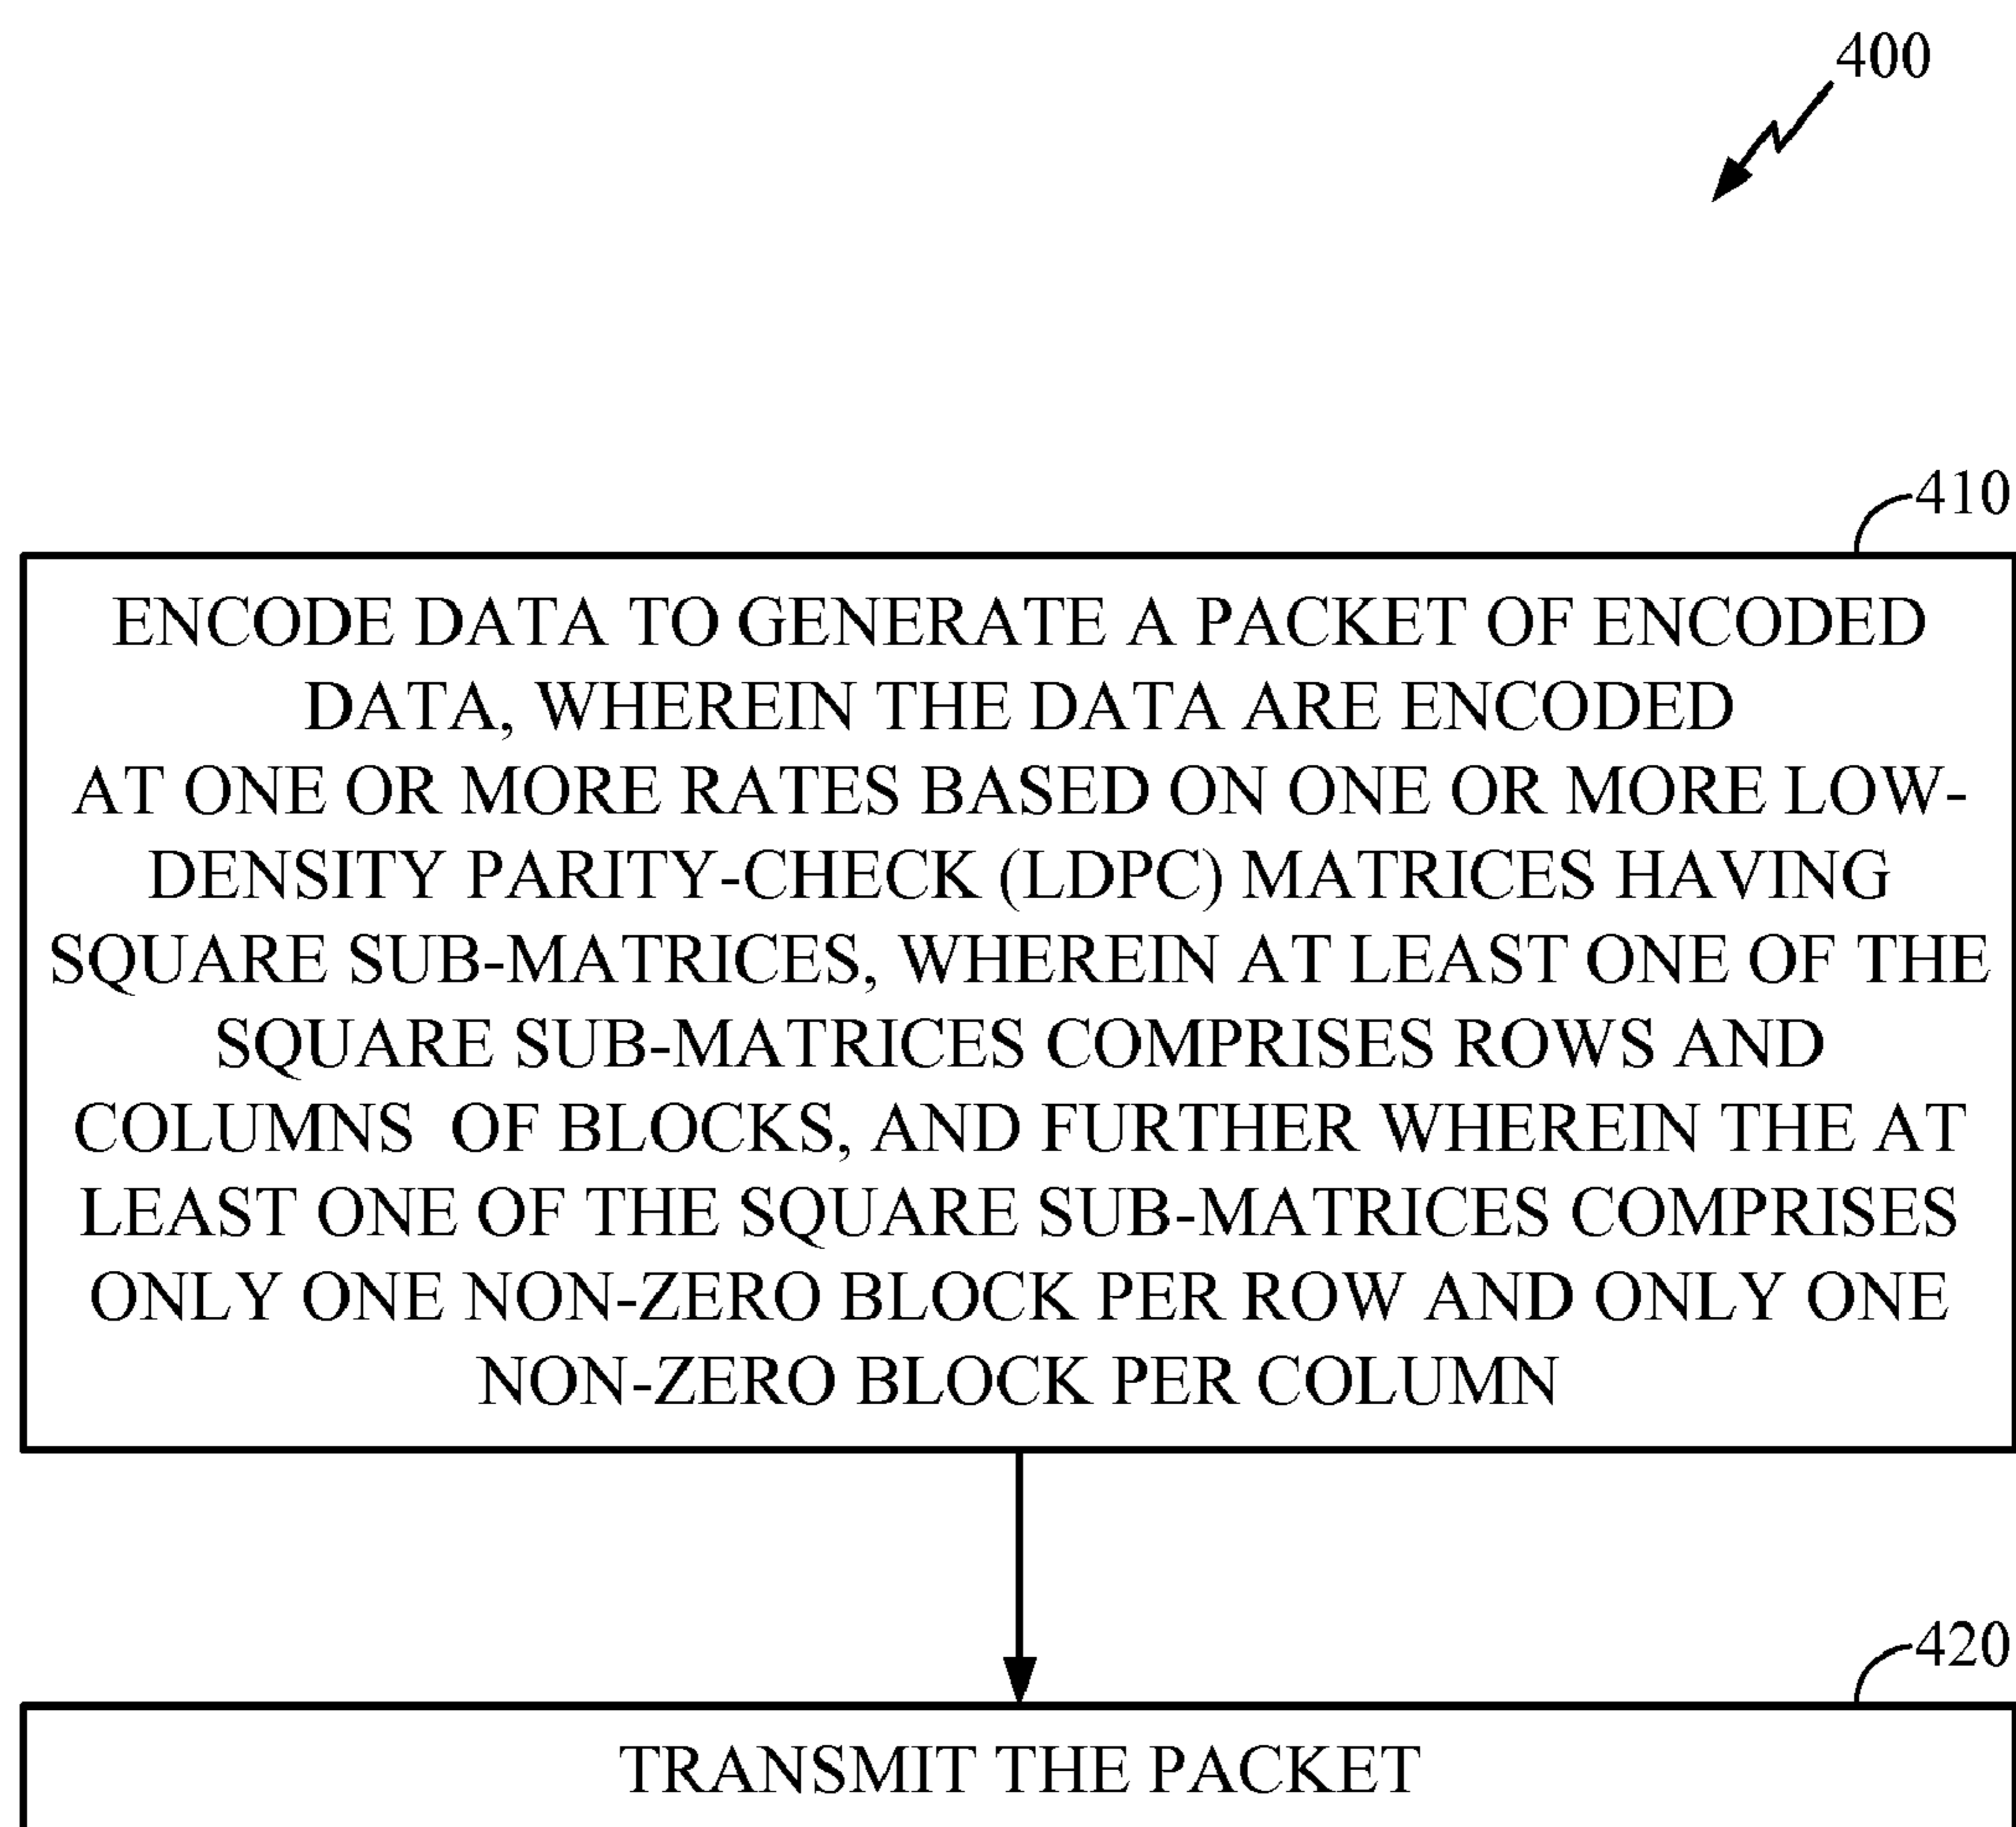 400
410
ENCODE DATA TO GENERATE A PACKET OF ENCODED
DATA, WHEREIN THE DATA ARE ENCODED
AT ONE OR MORE RATES BASED ON ONE OR MORE LOW-
DENSITY PARITY-CHECK (LDPC) MATRICES HAVING
SQUARE SUB-MATRICES, WHEREIN AT LEAST ONE OF THE
SQUARE SUB-MATRICES COMPRISES ROWS AND
COLUMNS OF BLOCKS, AND FURTHER WHEREIN THE AT
LEAST ONE OF THE SQUARE SUB-MATRICES COMPRISES
ONLY ONE NON-ZERO BLOCK PER ROW AND ONLY ONE
NON-ZERO BLOCK PER COLUMN
420
TRANSMIT THE PACKET